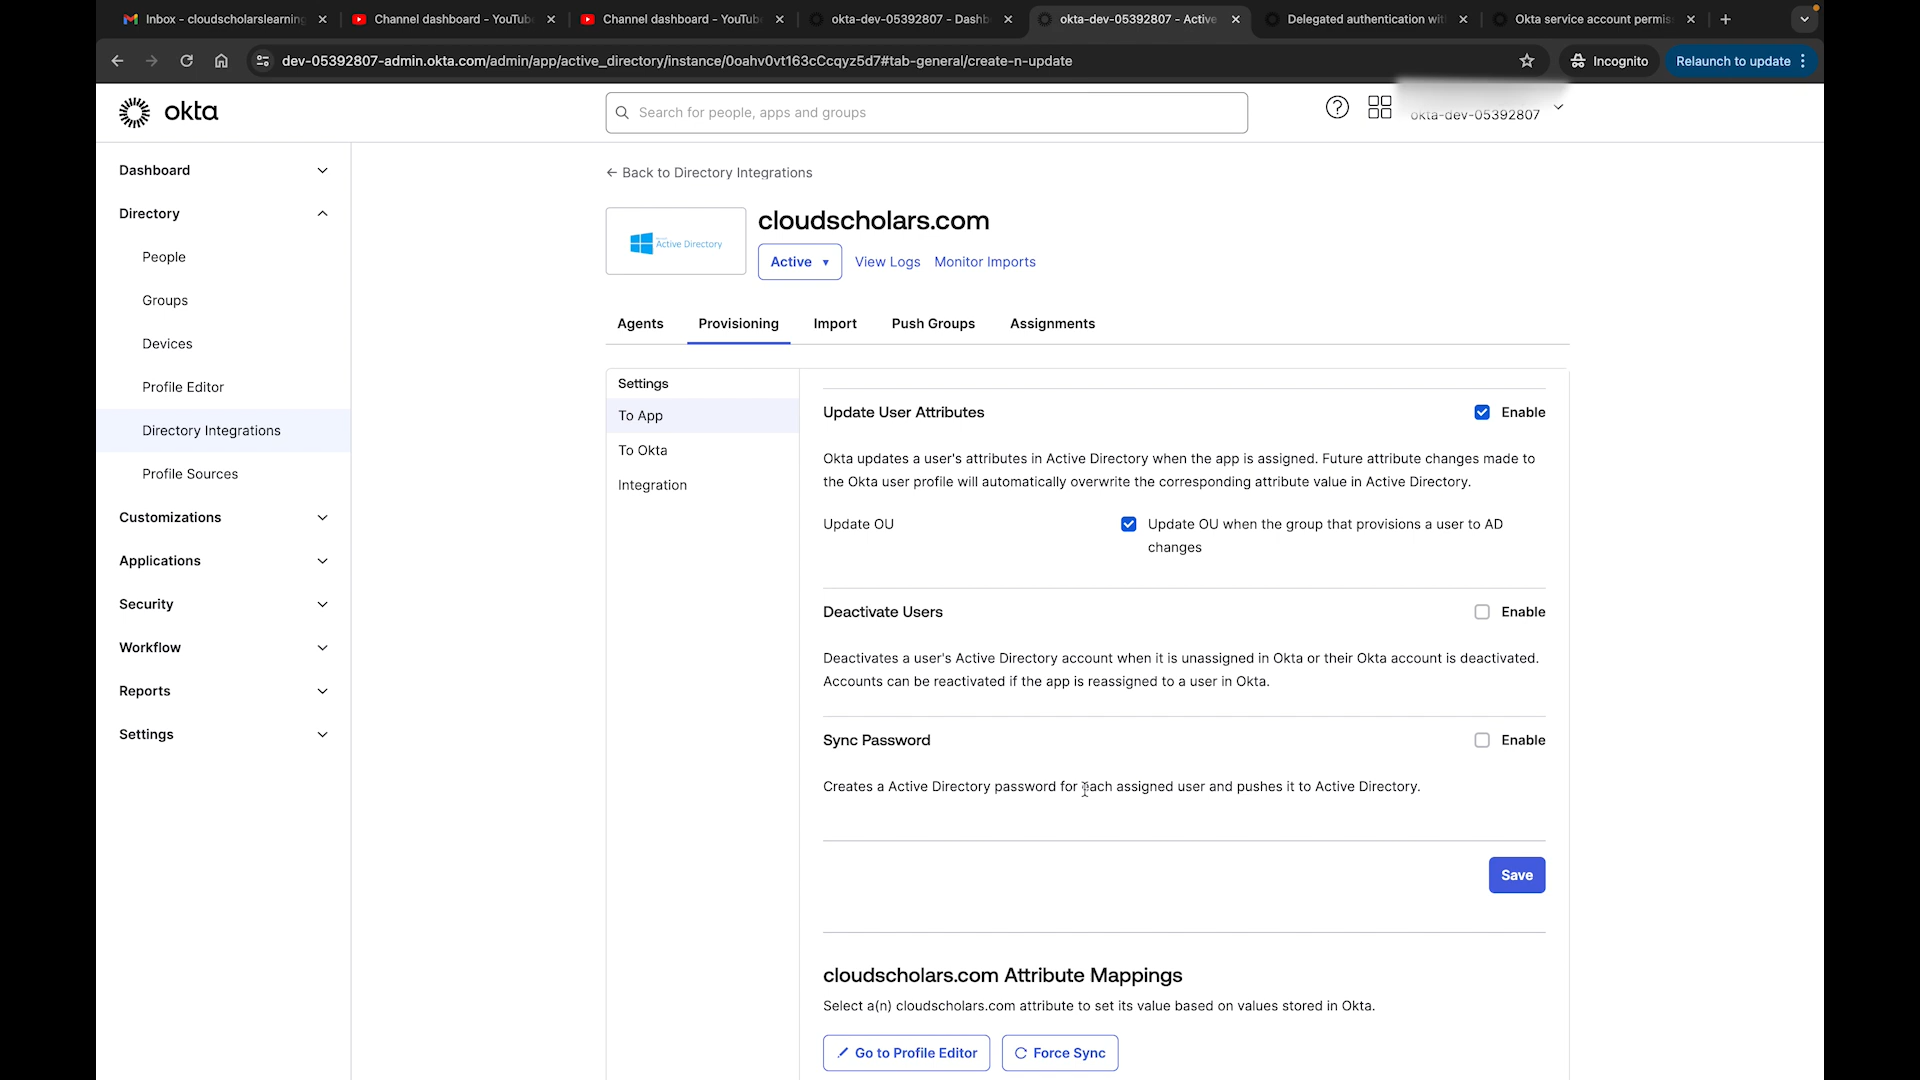 Inbox - cloudscholarslearning
Channel dashboard - YouTube
Channel dashboard - YouTube
okta-dev-05392807 - Dashb
okta-dev-05392807 - Active
Delegated authentication wit
Okta service account permis
dev-05392807-admin.okta.com/admin/app/active_directory/instance/0oahv0vt163cCcqyz5d7#tab-general/create-n-update
Incognito
Relaunch to update
okta
Search for people, apps and groups
okta-dev-05392807
Dashboard
Directory
People
Groups
Devices
Profile Editor
Directory Integrations
Profile Sources
Customizations
Applications
Security
Workflow
Reports
Settings
← Back to Directory Integrations
Active Directory
cloudscholars.com
Active
View Logs
Monitor Imports
Agents
Provisioning
Import
Push Groups
Assignments
Settings
To App
To Okta
Integration
Update User Attributes
Enable
Okta updates a user's attributes in Active Directory when the app is assigned. Future attribute changes made to
the Okta user profile will automatically overwrite the corresponding attribute value in Active Directory.
Update OU
Update OU when the group that provisions a user to AD
changes
Deactivate Users
Enable
Deactivates a user's Active Directory account when it is unassigned in Okta or their Okta account is deactivated.
Accounts can be reactivated if the app is reassigned to a user in Okta.
Sync Password
Enable
Creates a Active Directory password for each assigned user and pushes it to Active Directory.
Save
cloudscholars.com Attribute Mappings
Select a(n) cloudscholars.com attribute to set its value based on values stored in Okta.
Go to Profile Editor
Force Sync